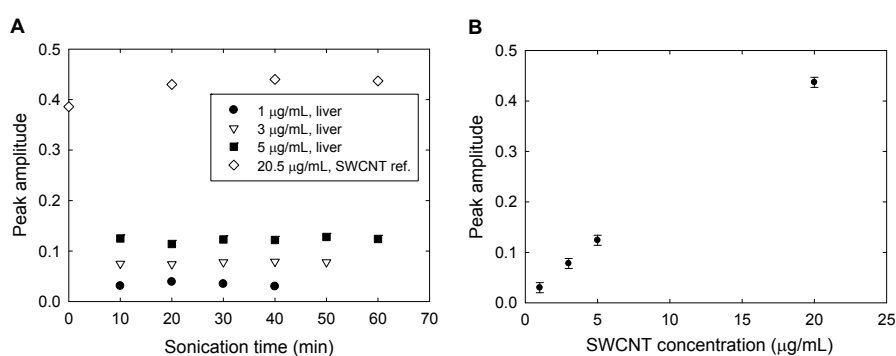 A
0.5
0.4
0.3
0.2
0.1
0.0
Peak amplitude
0 10 20 30 40 50 60 70
Sonication time (min)
1 μg/mL, liver
3 μg/mL, liver
5 μg/mL, liver
20.5 μg/mL, SWCNT ref.
B
0.5
0.4
0.3
0.2
0.1
0.0
Peak amplitude
0 5 10 15 20 25
SWCNT concentration (μg/mL)